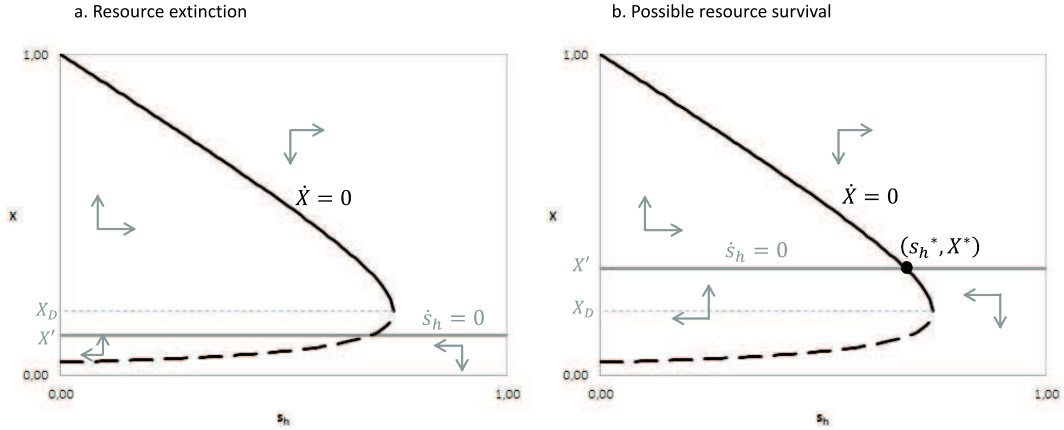 a. Resource extinction
1,00
Ẋ = 0
x
X_D
X′
ṡ_h = 0
0,00
0,00
1,00
s_h
b. Possible resource survival
1,00
Ẋ = 0
x
(s_h*, X*)
ṡ_h = 0
X′
X_D
0,00
0,00
1,00
s_h